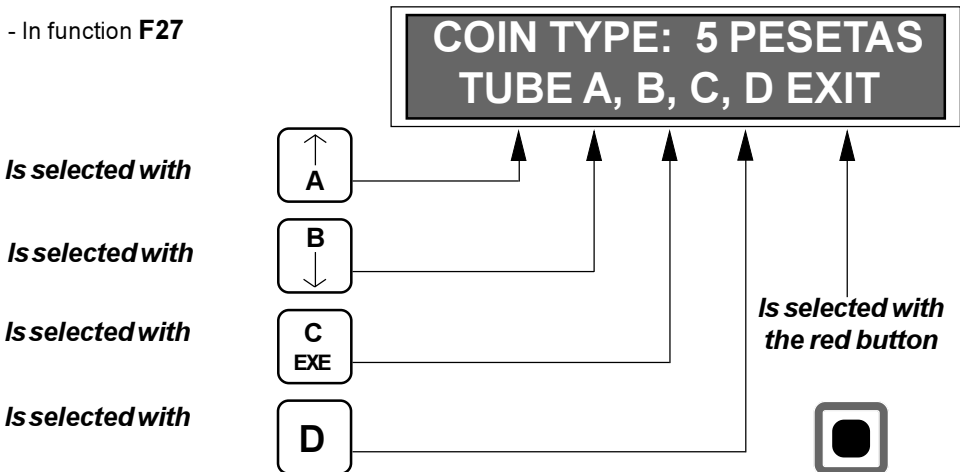 - In function F27
COIN TYPE: 5 PESETAS
TUBE A, B, C, D EXIT
Is selected with
A
Is selected with
B
Is selected with
C
EXE
Is selected with
D
Is selected with
the red button